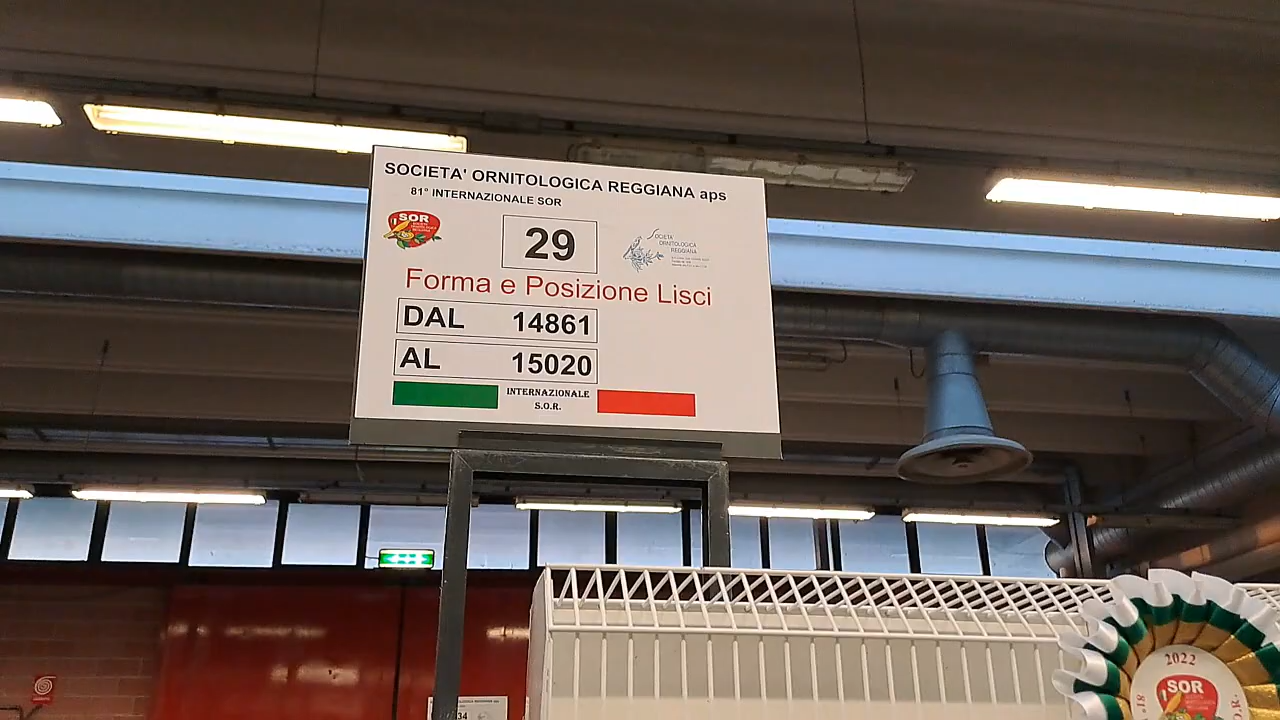 SOCIETA' ORNITOLOGICA REGGIANA aps
81° INTERNAZIONALE SOR
SOR
29
SOCIETÀ
ORNITOLOGICA
REGGIANA
Forma e Posizione Lisci
DAL 14861
AL 15020
INTERNAZIONALE
S.O.R.
2022
SOR